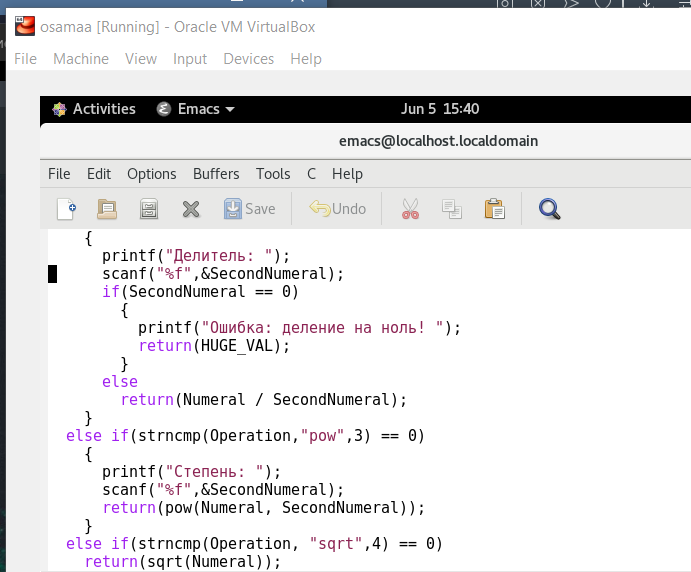 osamaa [Running] - Oracle VM VirtualBox
File Machine View Input Devices Help
Activities Emacs Jun 5 15:40
emacs@localhost.localdomain
File Edit Options Buffers Tools C Help
Save Undo
{
printf("Делитель: ");
scanf("%f",&SecondNumeral);
if(SecondNumeral == 0)
{
printf("Ошибка: деление на ноль! ");
return(HUGE_VAL);
}
else
return(Numeral / SecondNumeral);
}
else if(strncmp(Operation,"pow",3) == 0)
{
printf("Степень: ");
scanf("%f",&SecondNumeral);
return(pow(Numeral, SecondNumeral));
}
else if(strncmp(Operation, "sqrt",4) == 0)
return(sqrt(Numeral));